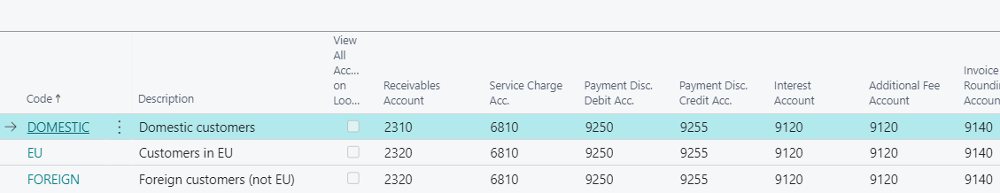 View
All
Acc...
on
Loo...
Code ↑ Description Receivables Account Service Charge Acc. Payment Disc. Debit Acc. Payment Disc. Credit Acc. Interest Account Additional Fee Account Invoice
DOMESTIC Domestic customers 2310 6810 9250 9255 9120 9120 9140
EU Customers in EU 2320 6810 9250 9255 9120 9120 9140
FOREIGN Foreign customers (not EU) 2320 6810 9250 9255 9120 9120 9140